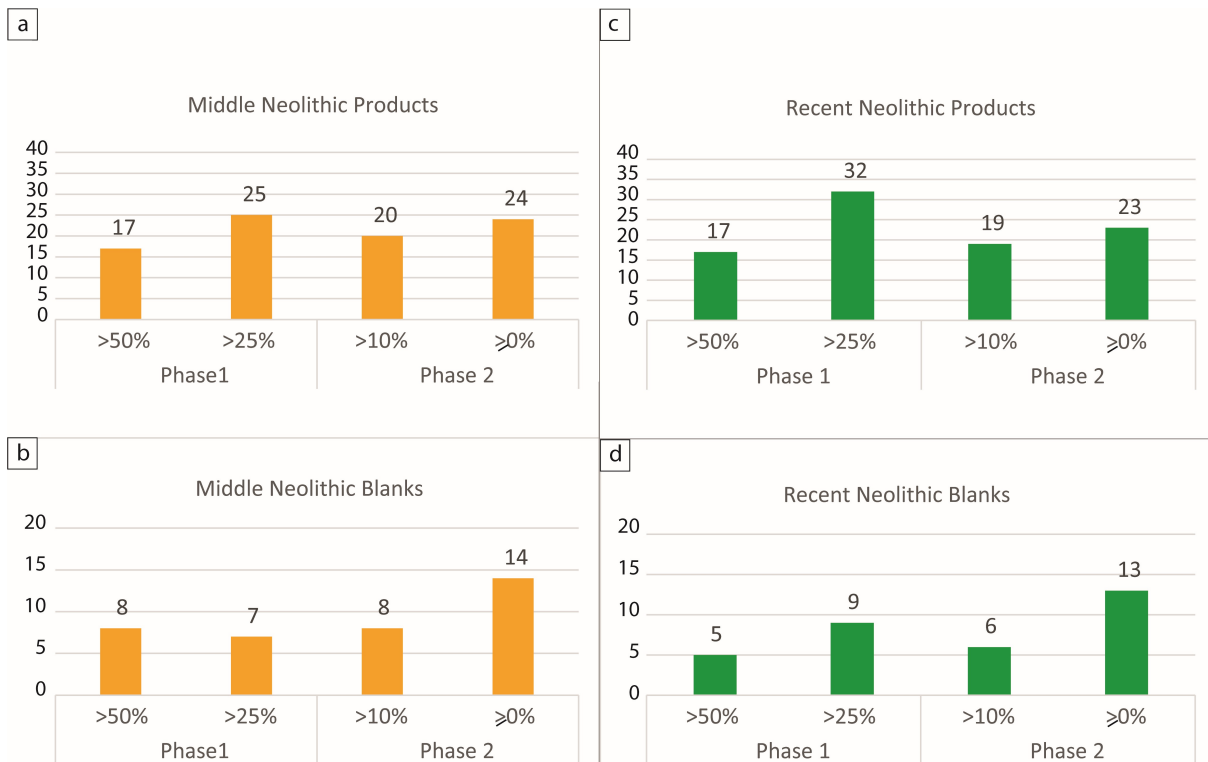 a
Middle Neolithic Products
40
35
30
25
20
15
10
5
0
17
25
20
24
>50% >25% >10% ⩾0%
Phase1 Phase 2
c
Recent Neolithic Products
40
35
30
25
20
15
10
5
0
17
32
19
23
>50% >25% >10% ⩾0%
Phase 1 Phase 2
b
Middle Neolithic Blanks
20
15
10
5
0
8
7
8
14
>50% >25% >10% ⩾0%
Phase1 Phase 2
d
Recent Neolithic Blanks
20
15
10
5
0
5
9
6
13
>50% >25% >10% ⩾0%
Phase 1 Phase 2